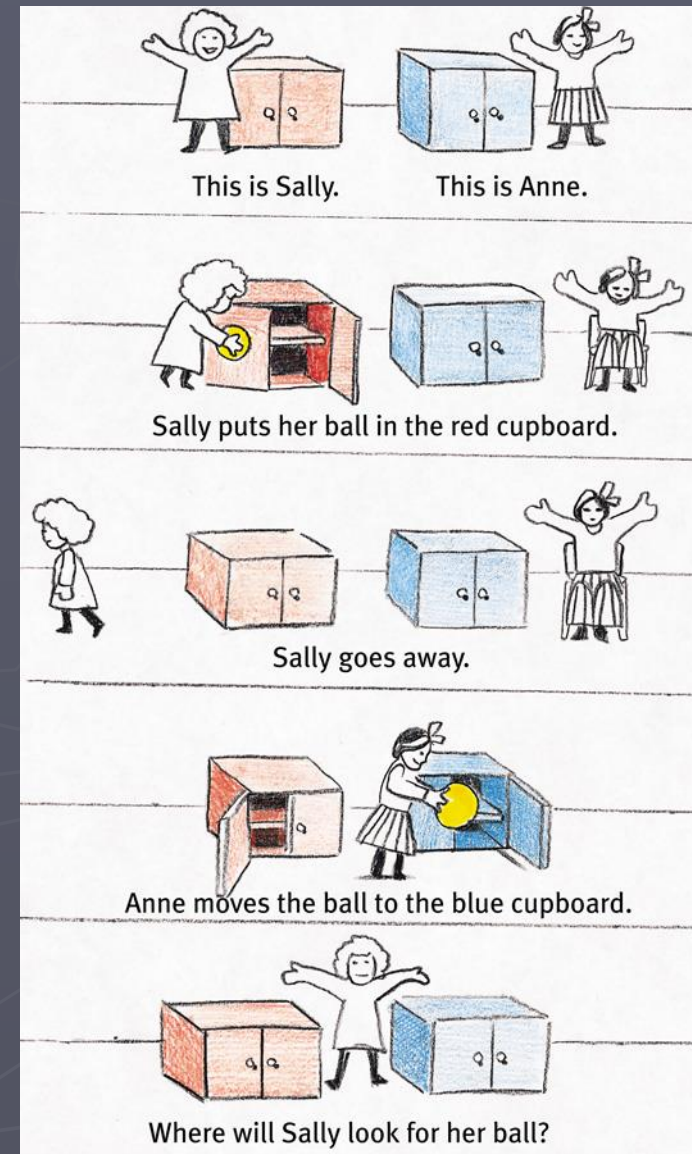 This is Sally.
This is Anne.
Sally puts her ball in the red cupboard.
Sally goes away.
Anne moves the ball to the blue cupboard.
Where will Sally look for her ball?